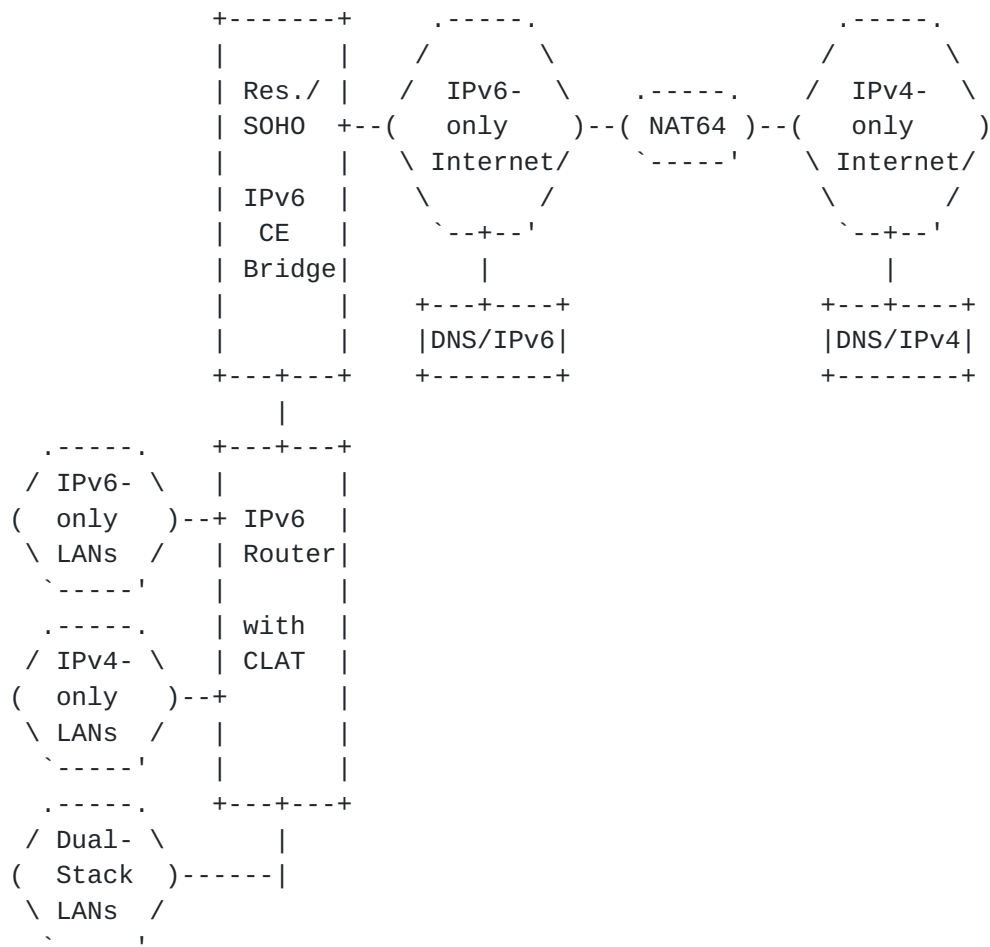 Res./
SOHO
IPv6
CE
Bridge
IPv6-
only
Internet
NAT64
IPv4-
only
Internet
DNS/IPv6
DNS/IPv4
IPv6-
only
LANs
IPv6
Router
with
CLAT
IPv4-
only
LANs
Dual-
Stack
LANs